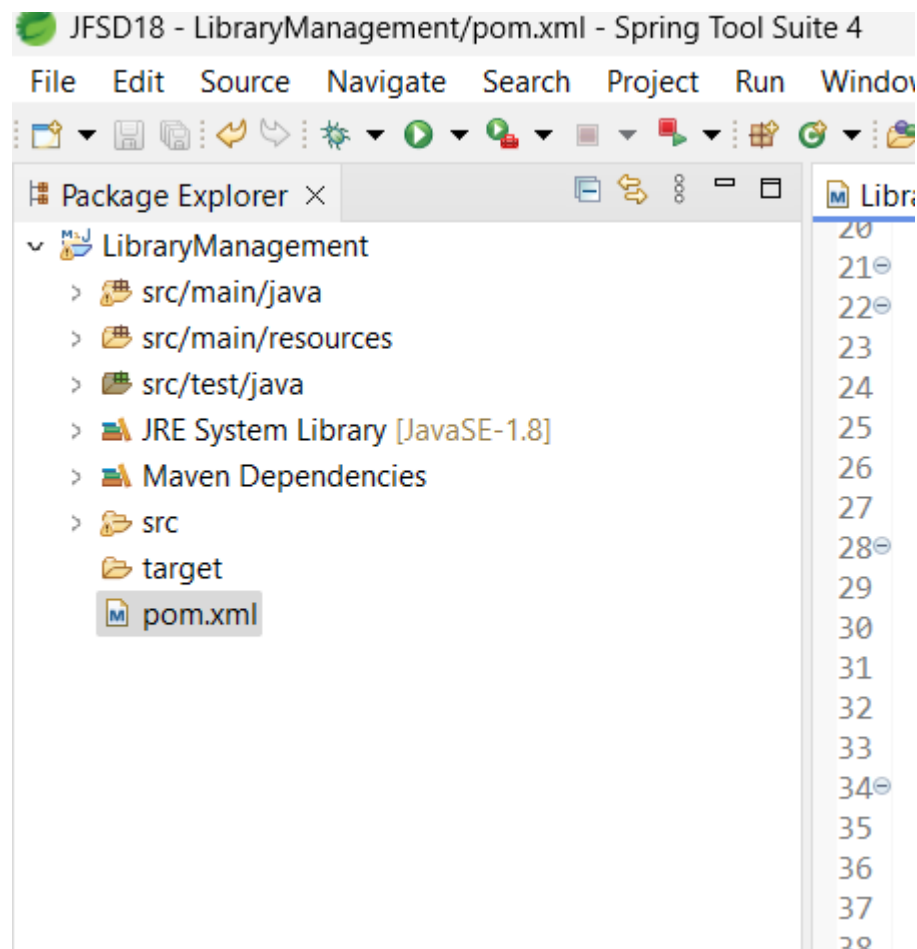 JFSD18 - LibraryManagement/pom.xml - Spring Tool Suite 4
File Edit Source Navigate Search Project Run Window
Package Explorer
LibraryManagement
src/main/java
src/main/resources
src/test/java
JRE System Library [JavaSE-1.8]
Maven Dependencies
src
target
pom.xml
Libra
20
21
22
23
24
25
26
27
28
29
30
31
32
33
34
35
36
37
38